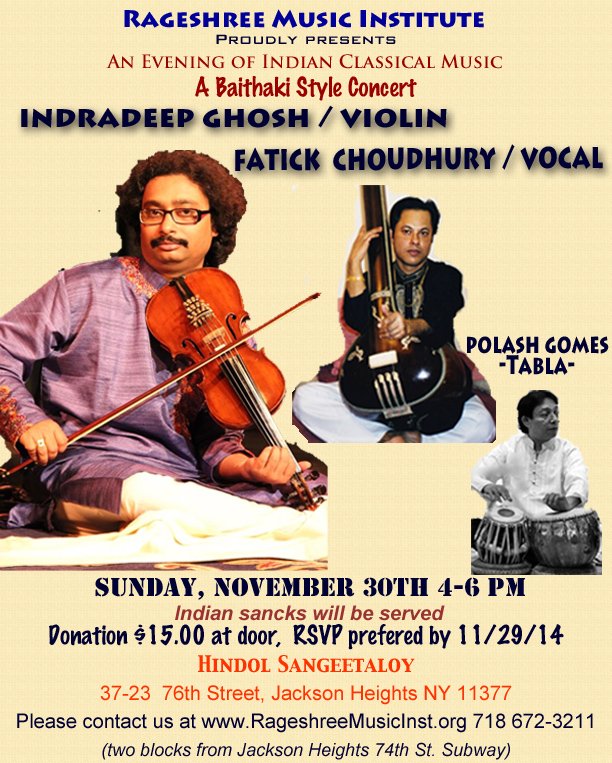 Rageshree Music Institute
Proudly presents
An Evening of Indian Classical Music
A Baithaki Style Concert
INDRADEEP GHOSH / VIOLIN
FATICK CHOUDHURY / VOCAL
POLASH GOMES
-TABLA-
SUNDAY, NOVEMBER 30TH 4-6 PM
Indian sancks will be served
Donation $15.00 at door, RSVP prefered by 11/29/14
Hindol Sangeetaloy
37-23 76th Street, Jackson Heights NY 11377
Please contact us at www.RageshreeMusicInst.org 718 672-3211
(two blocks from Jackson Heights 74th St. Subway)